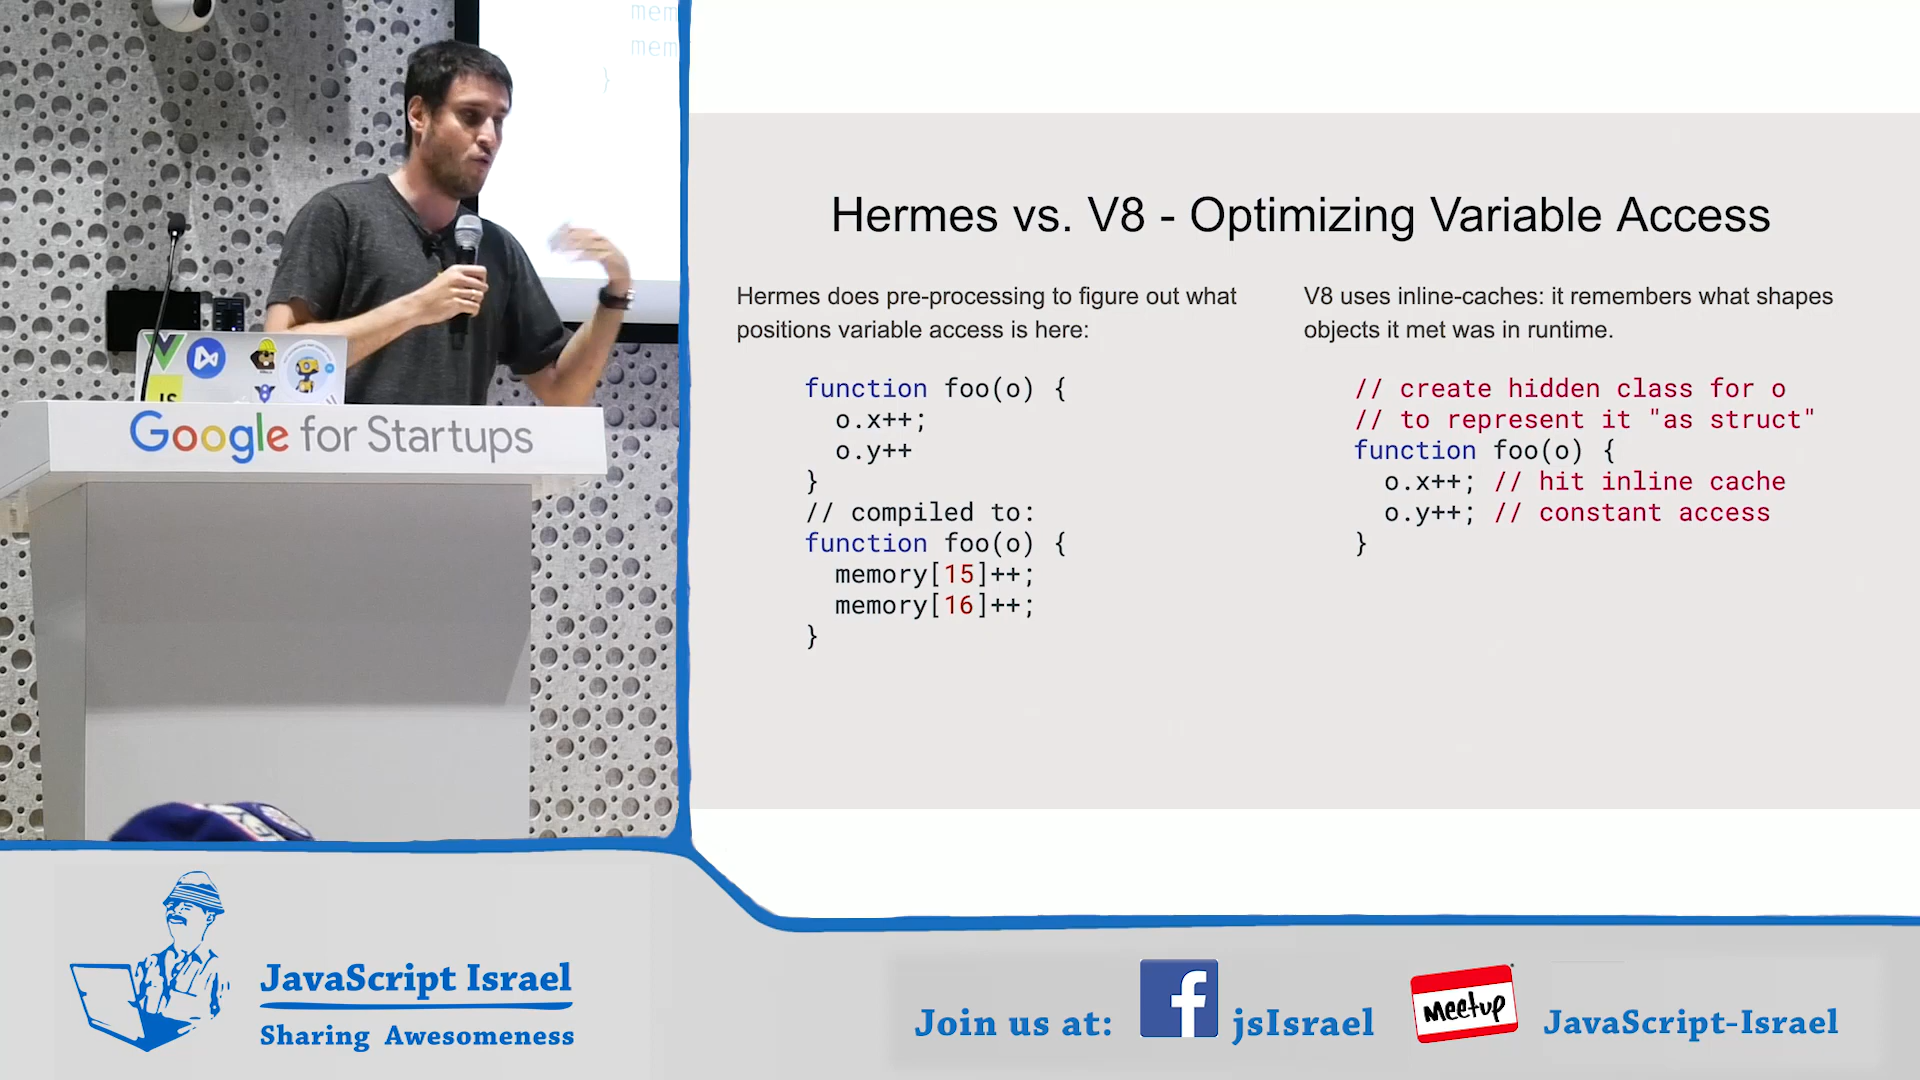 mem
mem
}
JS
Google for Startups
Hermes vs. V8 - Optimizing Variable Access
Hermes does pre-processing to figure out what
positions variable access is here:
function foo(o) {
o.x++;
o.y++
}
// compiled to:
function foo(o) {
memory[15]++;
memory[16]++;
}
V8 uses inline-caches: it remembers what shapes
objects it met was in runtime.
// create hidden class for o
// to represent it "as struct"
function foo(o) {
o.x++; // hit inline cache
o.y++; // constant access
}
JavaScript Israel
Sharing Awesomeness
Join us at:
f
jsIsrael
Meetup
JavaScript-Israel